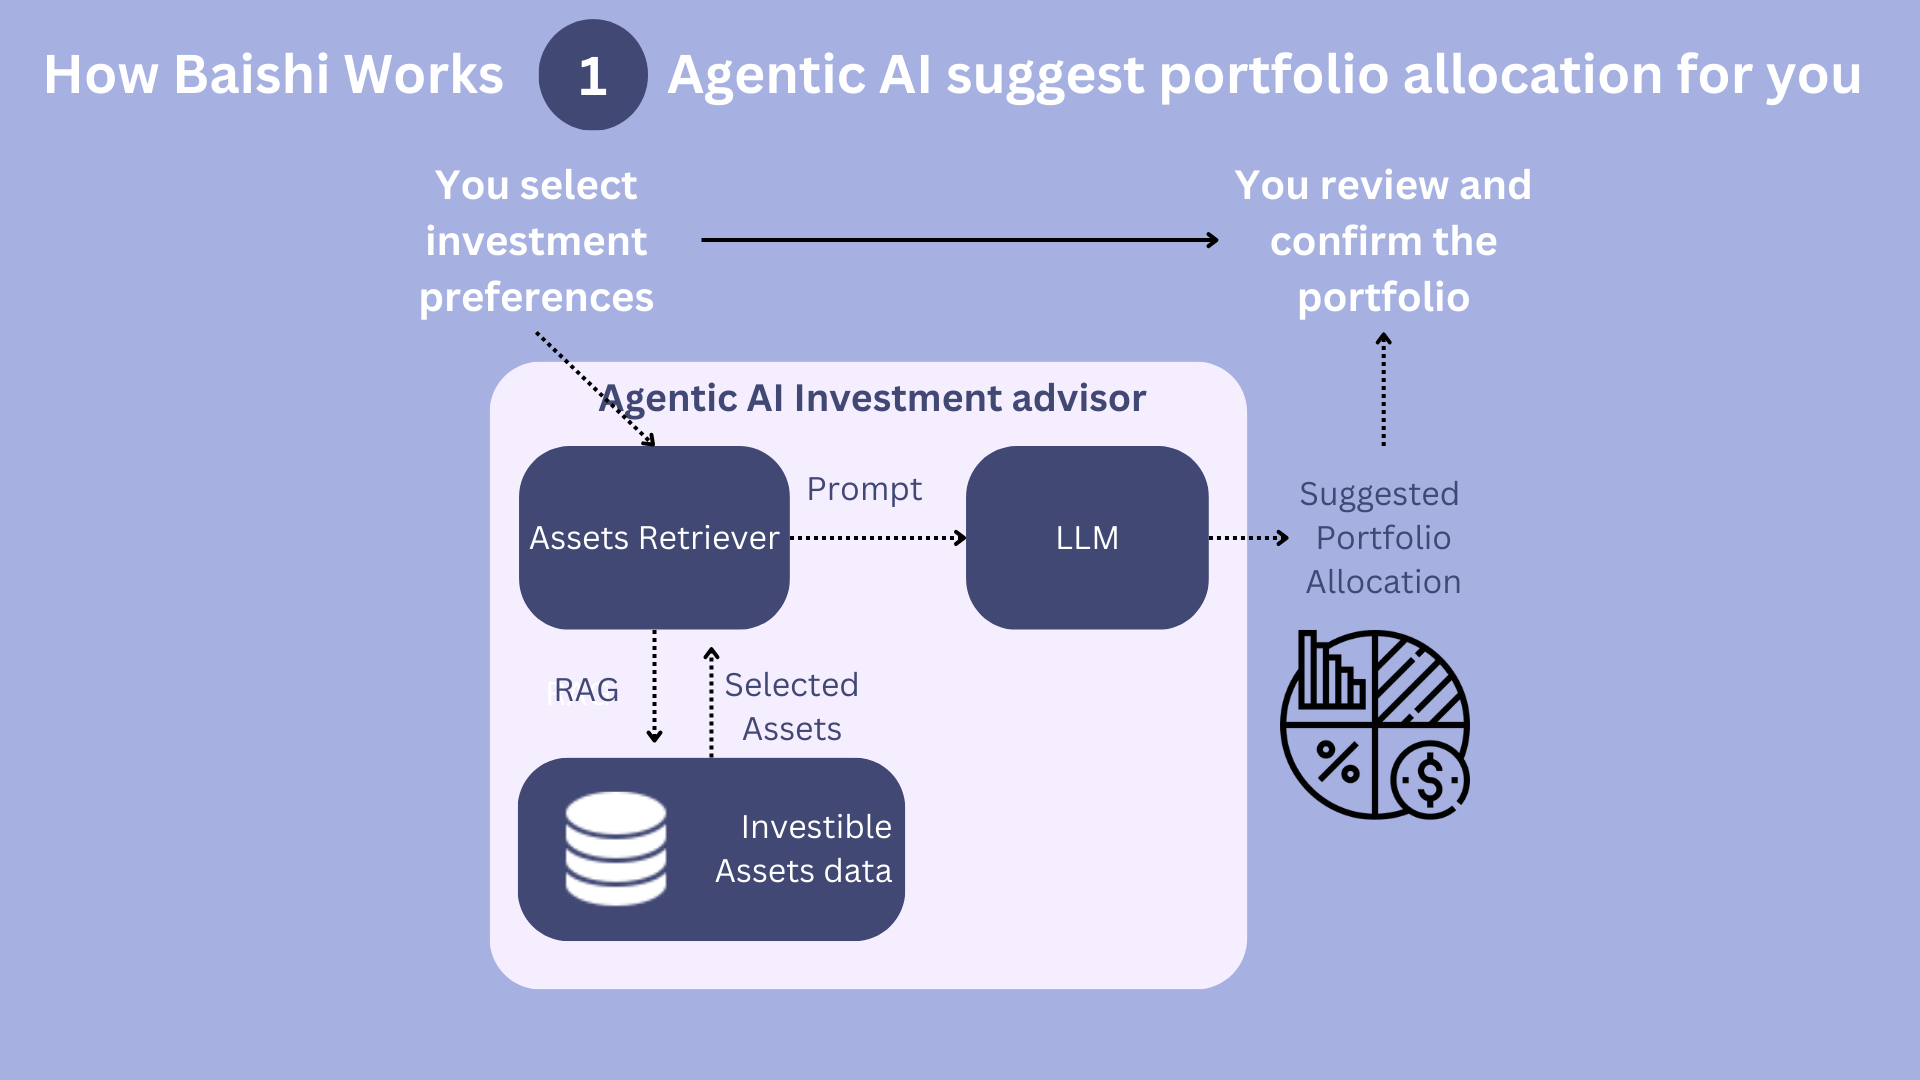 How Baishi Works
1
Agentic AI suggest portfolio allocation for you
You select
investment
preferences
You review and
confirm the
portfolio
Agentic AI Investment advisor
Assets Retriever
Prompt
LLM
Suggested
Portfolio
Allocation
RAG
Selected
Assets
%
$
Investible
Assets data